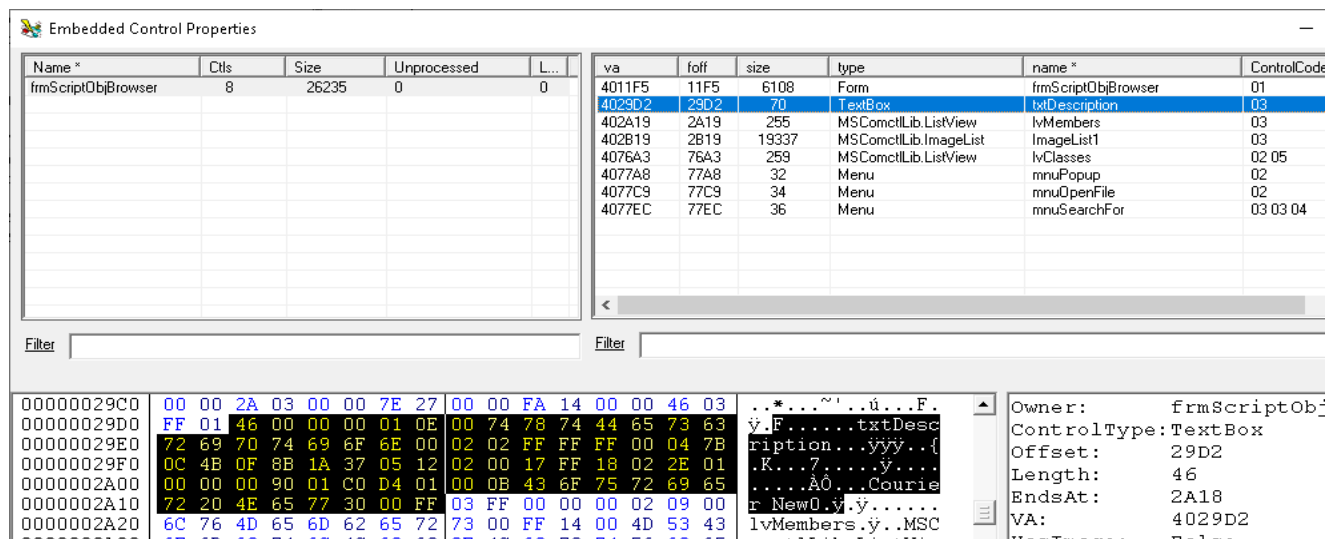 Embedded Control Properties
Name * Ctls Size Unprocessed L...
frmScriptObjBrowser 8 26235 0 0
va foff size type name * ControlCode
4011F5 11F5 6108 Form frmScriptObjBrowser 01
4029D2 29D2 70 TextBox txtDescription 03
402A19 2A19 255 MSComctlLib.ListView lvMembers 03
402B19 2B19 19337 MSComctlLib.ImageList ImageList1 03
4076A3 76A3 259 MSComctlLib.ListView lvClasses 02 05
4077A8 77A8 32 Menu mnuPopup 02
4077C9 77C9 34 Menu mnuOpenFile 02
4077EC 77EC 36 Menu mnuSearchFor 03 03 04
Filter
Filter
000029C0 00 00 2A 03 00 00 7E 27 00 00 FA 14 00 00 46 03 ..*...~'..ú...F.
000029D0 FF 01 46 00 00 00 01 0E 00 74 78 74 44 65 73 63 ÿ.F......txtDesc
000029E0 72 69 70 74 69 6F 6E 00 02 02 FF FF FF 00 04 7B ription...ÿÿÿ..{
000029F0 0C 4B 0F 8B 1A 37 05 12 02 00 17 FF 18 02 2E 01 .K...7.....ÿ....
00002A00 00 00 00 90 01 C0 D4 01 00 0B 43 6F 75 72 69 65 .....ÀÔ...Courie
00002A10 72 20 4E 65 77 30 00 FF 03 FF 00 00 00 02 09 00 r New0.ÿ.ÿ......
00002A20 6C 76 4D 65 6D 62 65 72 73 00 FF 14 00 4D 53 43 lvMembers.ÿ..MSC
Owner: frmScriptObj
ControlType:TextBox
Offset: 29D2
Length: 46
EndsAt: 2A18
VA: 4029D2